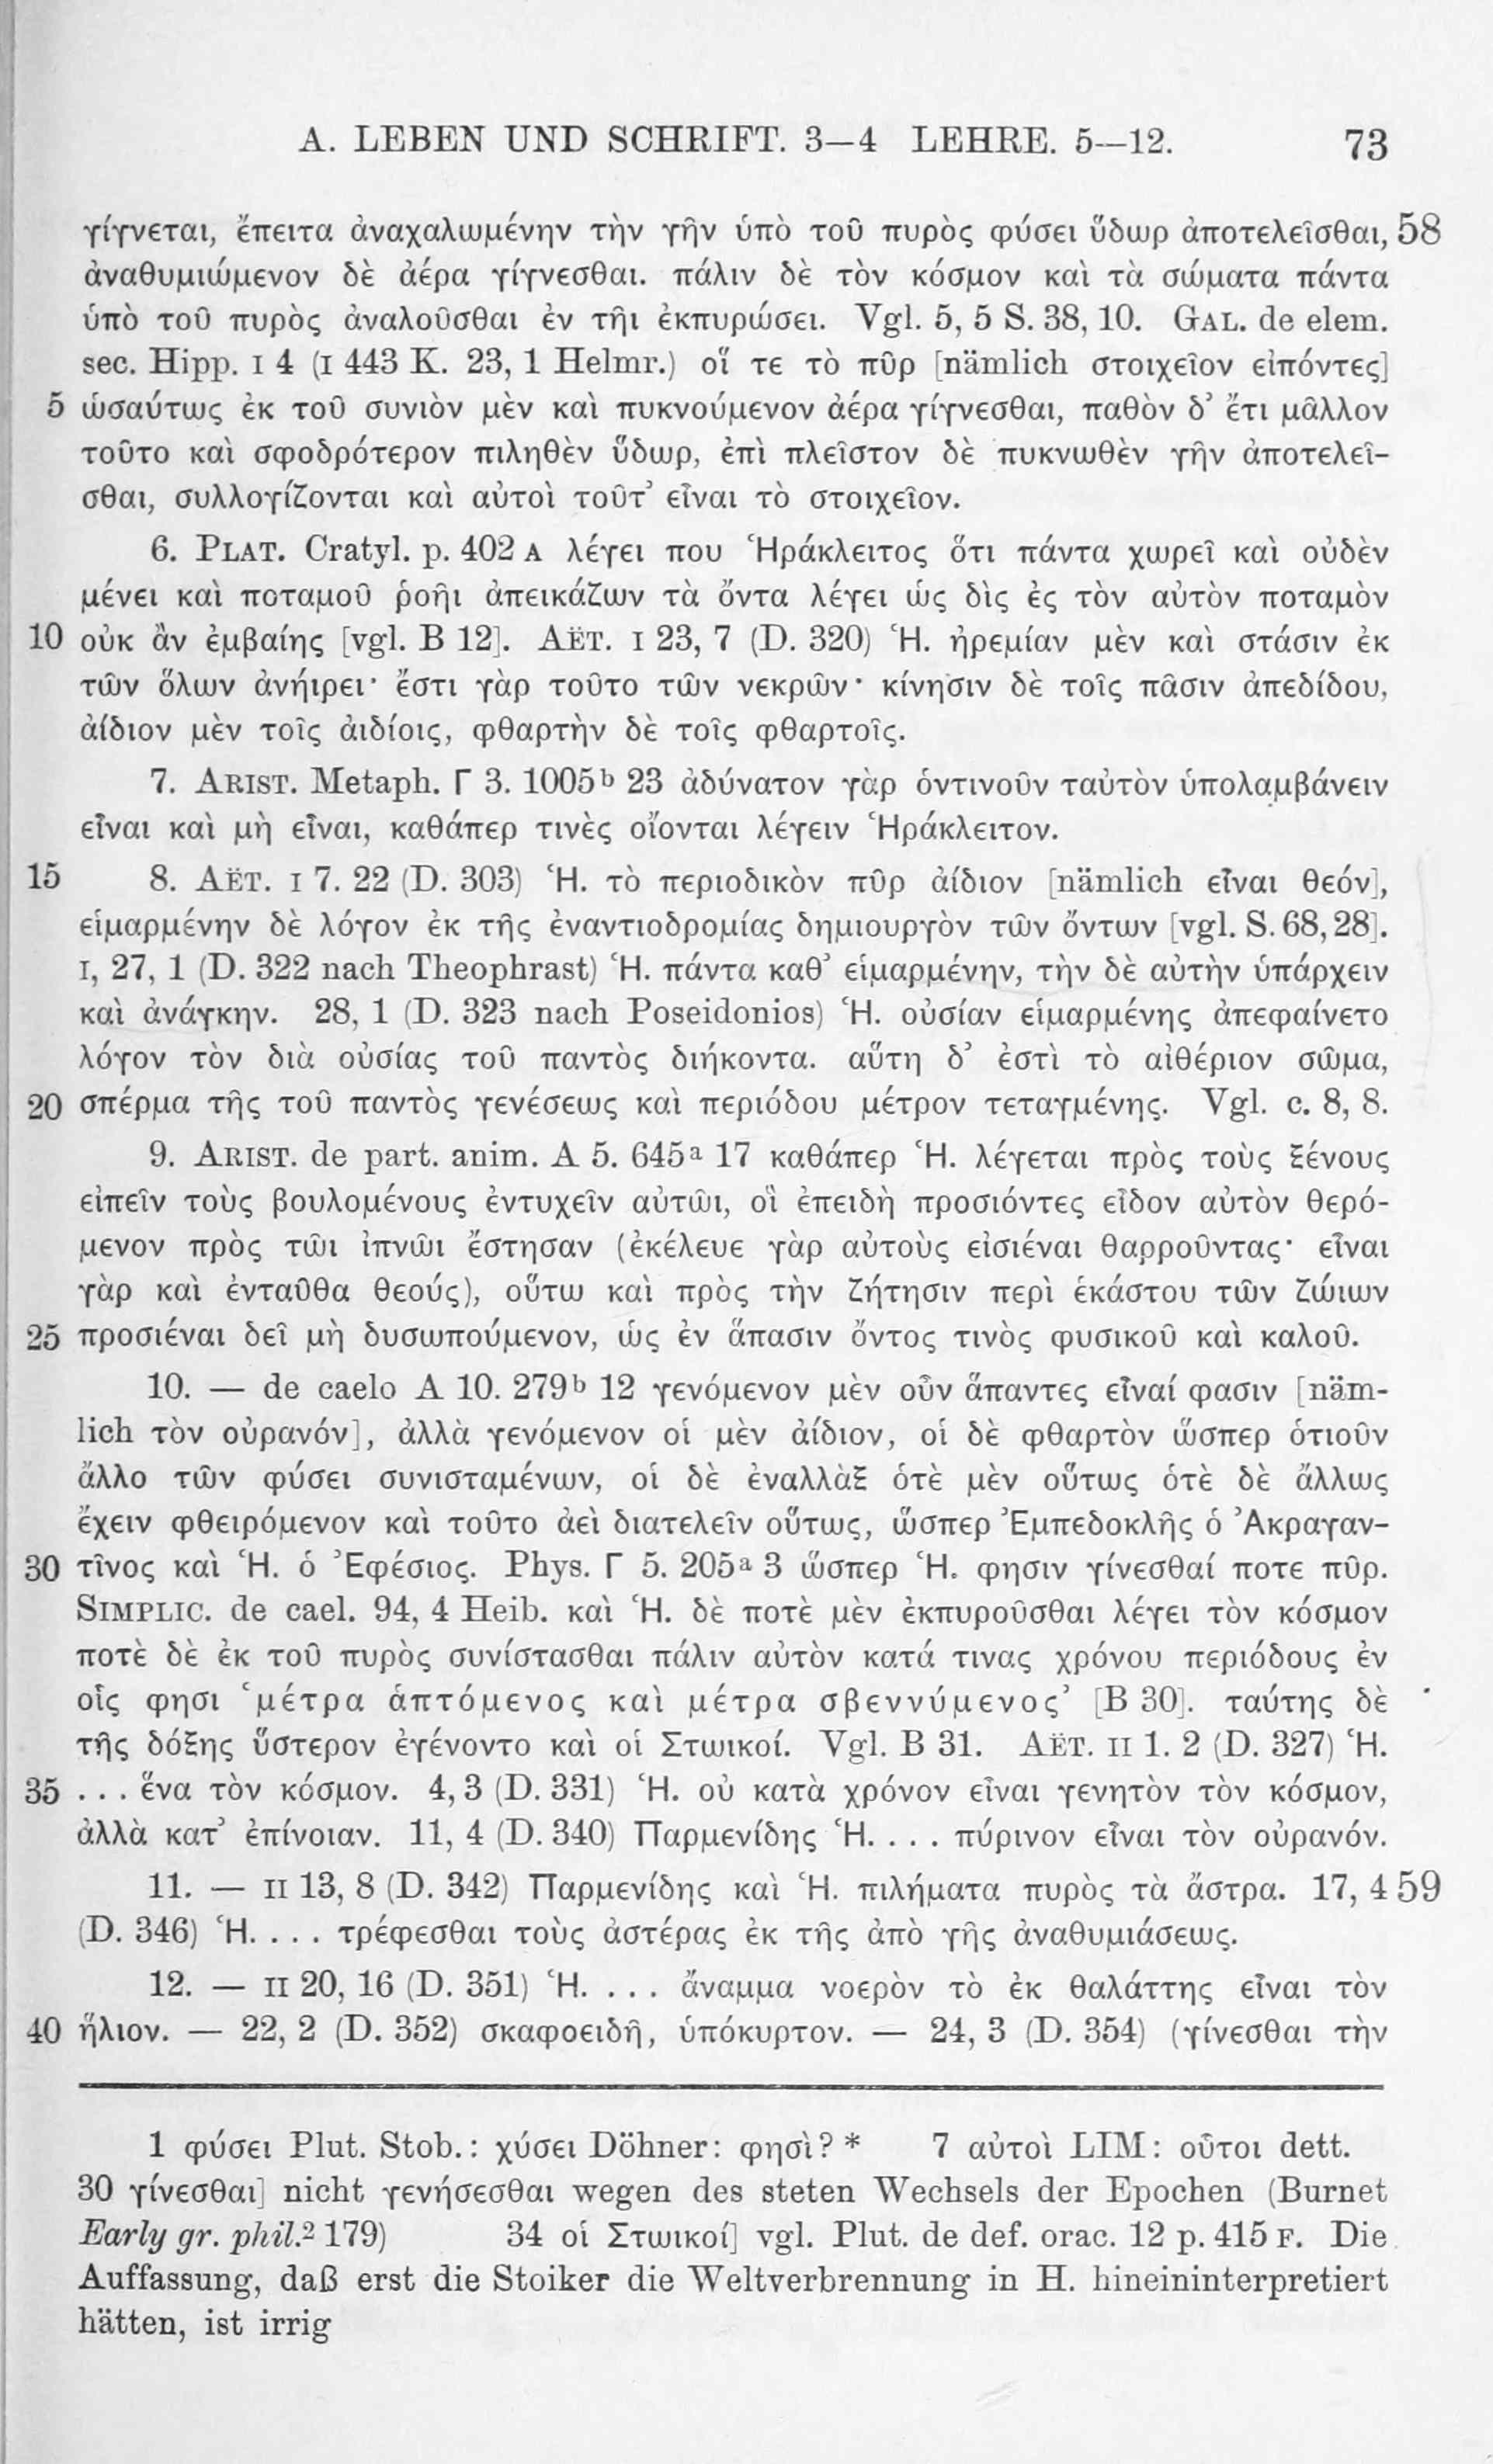 A. LEBEN UND SCHRIFT. 3—4 LEHRE. 5—12. 73
γίγνεται, ἔπειτα ἀναχαλωμένην τὴν γῆν ὑπὸ τοῦ πυρὸς φύσει ὕδωρ ἀποτελεῖσθαι, 58
ἀναθυμιώμενον δὲ ἀέρα γίγνεσθαι. πάλιν δὲ τὸν κόσμον καὶ τὰ σώματα πάντα
ὑπὸ τοῦ πυρὸς ἀναλοῦσθαι ἐν τῆι ἐκπυρώσει. Vgl. 5, 5 S. 38, 10. GAL. de elem.
sec. Hipp. I 4 (I 443 K. 23, 1 Helmr.) οἵ τε τὸ πῦρ [nämlich στοιχεῖον εἰπόντες]
5 ὡσαύτως ἐκ τοῦ συνιὸν μὲν καὶ πυκνούμενον ἀέρα γίγνεσθαι, παθὸν δ’ ἔτι μᾶλλον
τοῦτο καὶ σφοδρότερον πιληθὲν ὕδωρ, ἐπὶ πλεῖστον δὲ πυκνωθὲν γῆν ἀποτελεῖ-
σθαι, συλλογίζονται καὶ αὐτοὶ τοῦτ’ εἶναι τὸ στοιχεῖον.
6. PLAT. Cratyl. p. 402 A λέγει που Ἡράκλειτος ὅτι πάντα χωρεῖ καὶ οὐδὲν
μένει καὶ ποταμοῦ ῥοῆι ἀπεικάζων τὰ ὄντα λέγει ὡς δὶς ἐς τὸν αὐτὸν ποταμὸν
10 οὐκ ἂν ἐμβαίης [vgl. B 12]. AËT. I 23, 7 (D. 320) Ἡ. ἠρεμίαν μὲν καὶ στάσιν ἐκ
τῶν ὅλων ἀνήιρει· ἔστι γὰρ τοῦτο τῶν νεκρῶν· κίνησιν δὲ τοῖς πᾶσιν ἀπεδίδου,
ἀίδιον μὲν τοῖς ἀιδίοις, φθαρτὴν δὲ τοῖς φθαρτοῖς.
7. ARIST. Metaph. Γ 3. 1005ᵇ 23 ἀδύνατον γὰρ ὁντινοῦν ταὐτὸν ὑπολαμβάνειν
εἶναι καὶ μὴ εἶναι, καθάπερ τινὲς οἴονται λέγειν Ἡράκλειτον.
15 8. AËT. I 7. 22 (D. 303) Ἡ. τὸ περιοδικὸν πῦρ ἀίδιον [nämlich εἶναι θεόν],
εἱμαρμένην δὲ λόγον ἐκ τῆς ἐναντιοδρομίας δημιουργὸν τῶν ὄντων [vgl. S. 68, 28].
I, 27, 1 (D. 322 nach Theophrast) Ἡ. πάντα καθ’ εἱμαρμένην, τὴν δὲ αὐτὴν ὑπάρχειν
καὶ ἀνάγκην. 28, 1 (D. 323 nach Poseidonios) Ἡ. οὐσίαν εἱμαρμένης ἀπεφαίνετο
λόγον τὸν διὰ οὐσίας τοῦ παντὸς διήκοντα. αὕτη δ’ ἐστὶ τὸ αἰθέριον σῶμα,
20 σπέρμα τῆς τοῦ παντὸς γενέσεως καὶ περιόδου μέτρον τεταγμένης. Vgl. c. 8, 8.
9. ARIST. de part. anim. A 5. 645ᵃ 17 καθάπερ Ἡ. λέγεται πρὸς τοὺς ξένους
εἰπεῖν τοὺς βουλομένους ἐντυχεῖν αὐτῶι, οἳ ἐπειδὴ προσιόντες εἶδον αὐτὸν θερό-
μενον πρὸς τῶι ἰπνῶι ἔστησαν (ἐκέλευε γὰρ αὐτοὺς εἰσιέναι θαρροῦντας· εἶναι
γὰρ καὶ ἐνταῦθα θεούς), οὕτω καὶ πρὸς τὴν ζήτησιν περὶ ἑκάστου τῶν ζώιων
25 προσιέναι δεῖ μὴ δυσωπούμενον, ὡς ἐν ἅπασιν ὄντος τινὸς φυσικοῦ καὶ καλοῦ.
10. — de caelo A 10. 279ᵇ 12 γενόμενον μὲν οὖν ἅπαντες εἶναί φασιν [näm-
lich τὸν οὐρανόν], ἀλλὰ γενόμενον οἱ μὲν ἀίδιον, οἱ δὲ φθαρτὸν ὥσπερ ὁτιοῦν
ἄλλο τῶν φύσει συνισταμένων, οἱ δὲ ἐναλλὰξ ὁτὲ μὲν οὕτως ὁτὲ δὲ ἄλλως
ἔχειν φθειρόμενον καὶ τοῦτο ἀεὶ διατελεῖν οὕτως, ὥσπερ Ἐμπεδοκλῆς ὁ Ἀκραγαν-
30 τῖνος καὶ Ἡ. ὁ Ἐφέσιος. Phys. Γ 5. 205ᵃ 3 ὥσπερ Ἡ. φησιν γίνεσθαί ποτε πῦρ.
SIMPLIC. de cael. 94, 4 Heib. καὶ Ἡ. δὲ ποτὲ μὲν ἐκπυροῦσθαι λέγει τὸν κόσμον
ποτὲ δὲ ἐκ τοῦ πυρὸς συνίστασθαι πάλιν αὐτὸν κατά τινας χρόνου περιόδους ἐν
οἷς φησι ‘μέτρα ἁπτόμενος καὶ μέτρα σβεννύμενος’ [B 30]. ταύτης δὲ
τῆς δόξης ὕστερον ἐγένοντο καὶ οἱ Στωικοί. Vgl. B 31. AËT. II 1. 2 (D. 327) Ἡ.
35 ... ἕνα τὸν κόσμον. 4, 3 (D. 331) Ἡ. οὐ κατὰ χρόνον εἶναι γενητὸν τὸν κόσμον,
ἀλλὰ κατ’ ἐπίνοιαν. 11, 4 (D. 340) Παρμενίδης Ἡ. ... πύρινον εἶναι τὸν οὐρανόν.
11. — II 13, 8 (D. 342) Παρμενίδης καὶ Ἡ. πιλήματα πυρὸς τὰ ἄστρα. 17, 4 59
(D. 346) Ἡ. ... τρέφεσθαι τοὺς ἀστέρας ἐκ τῆς ἀπὸ γῆς ἀναθυμιάσεως.
12. — II 20, 16 (D. 351) Ἡ. ... ἄναμμα νοερὸν τὸ ἐκ θαλάττης εἶναι τὸν
40 ἥλιον. — 22, 2 (D. 352) σκαφοειδῆ, ὑπόκυρτον. — 24, 3 (D. 354) (γίνεσθαι τὴν
1 φύσει Plut. Stob.: χύσει Döhner: φησὶ? * 7 αὐτοὶ LIM: οὗτοι dett.
30 γίνεσθαι] nicht γενήσεσθαι wegen des steten Wechsels der Epochen (Burnet
Early gr. phil.² 179) 34 οἱ Στωικοί] vgl. Plut. de def. orac. 12 p. 415 F. Die
Auffassung, daß erst die Stoiker die Weltverbrennung in H. hineininterpretiert
hätten, ist irrig